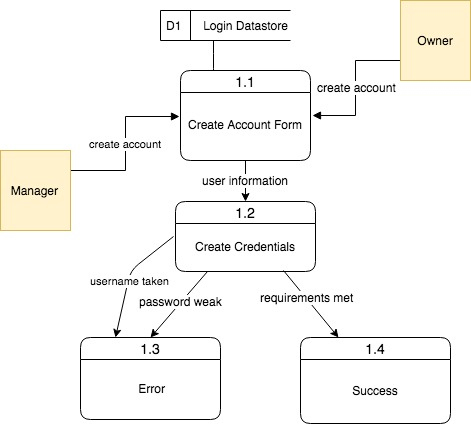 D1 Login Datastore
Owner
1.1
create account
Create Account Form
create account
Manager
user information
1.2
Create Credentials
username taken
password weak
requirements met
1.3
1.4
Error
Success